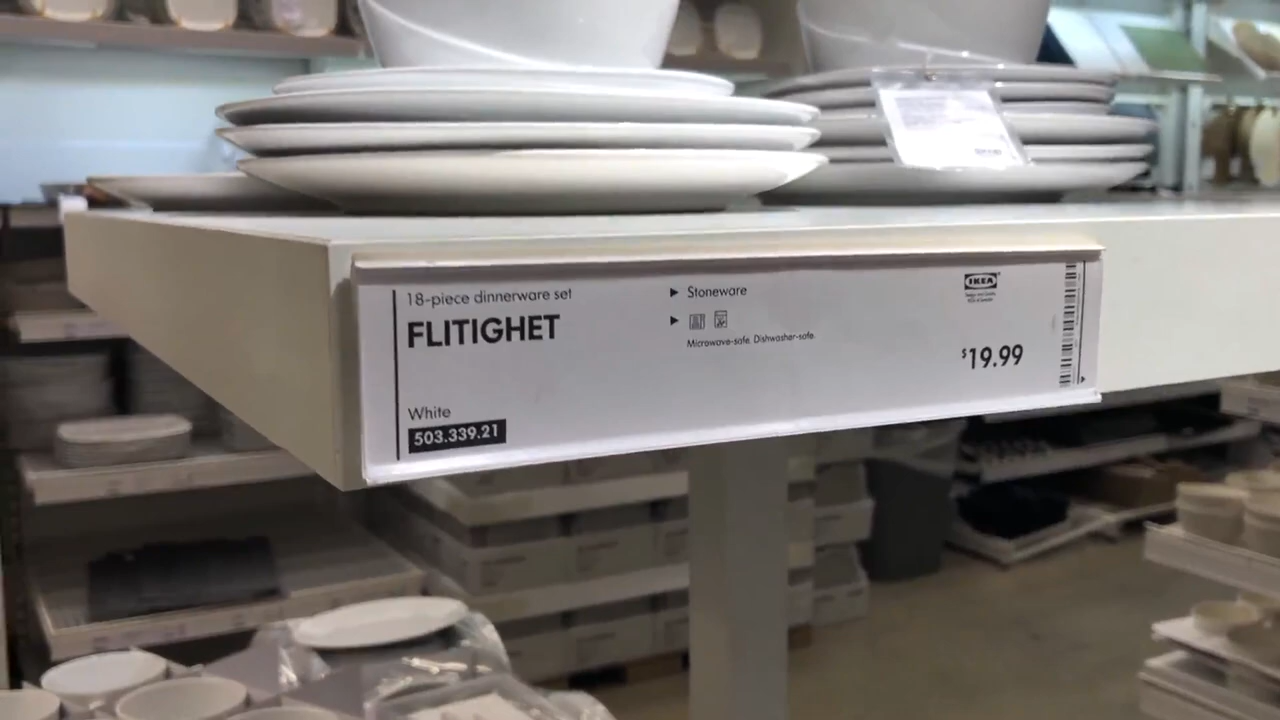 18-piece dinnerware set
FLITIGHET
White
503.339.21
Stoneware
Microwave-safe. Dishwasher-safe.
IKEA
$19.99